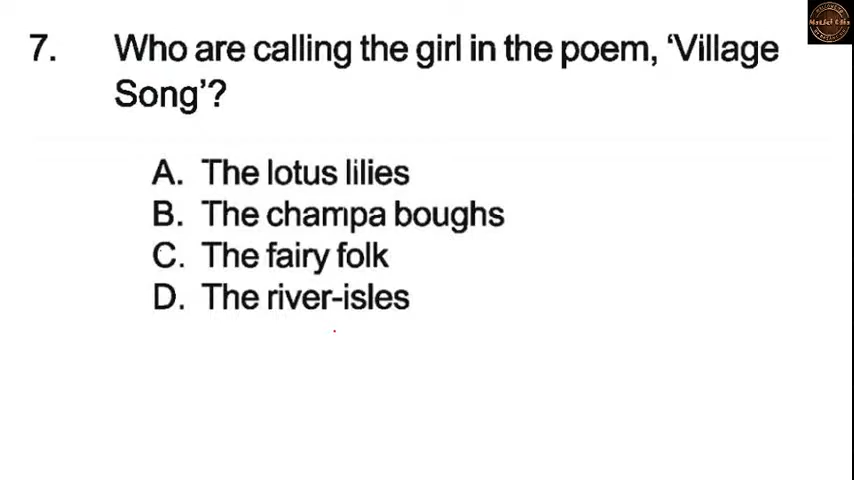 7. Who are calling the girl in the poem, ‘Village
Song’?
A. The lotus lilies
B. The champa boughs
C. The fairy folk
D. The river-isles